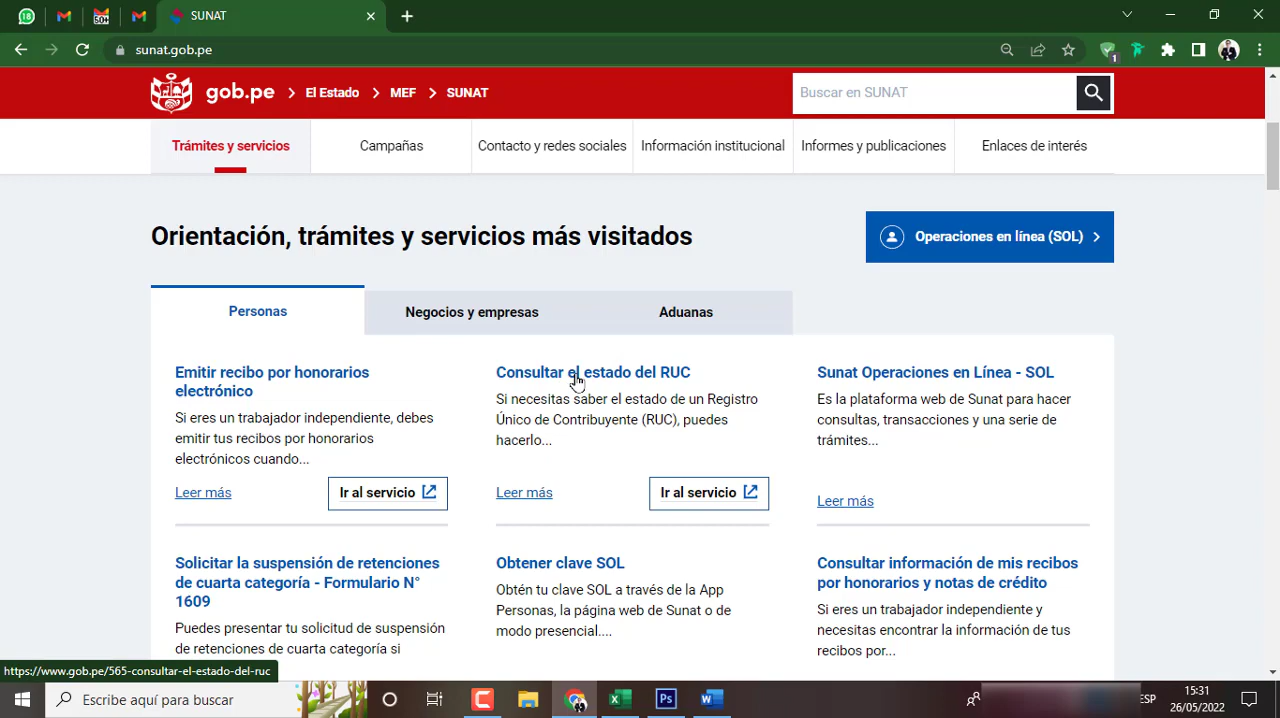 18
50+
SUNAT
sunat.gob.pe
1
gob.pe
El Estado
MEF
SUNAT
Buscar en SUNAT
Trámites y servicios
Campañas
Contacto y redes sociales
Información institucional
Informes y publicaciones
Enlaces de interés
Orientación, trámites y servicios más visitados
Operaciones en línea (SOL)
Personas
Negocios y empresas
Aduanas
Emitir recibo por honorarios
electrónico
Si eres un trabajador independiente, debes
emitir tus recibos por honorarios
electrónicos cuando...
Leer más
Ir al servicio
Consultar el estado del RUC
Si necesitas saber el estado de un Registro
Único de Contribuyente (RUC), puedes
hacerlo...
Leer más
Ir al servicio
Sunat Operaciones en Línea - SOL
Es la plataforma web de Sunat para hacer
consultas, transacciones y una serie de
trámites...
Leer más
Solicitar la suspensión de retenciones
de cuarta categoría - Formulario N°
1609
Puedes presentar tu solicitud de suspensión
de retenciones de cuarta categoría si
Obtener clave SOL
Obtén tu clave SOL a través de la App
Personas, la página web de Sunat o de
modo presencial....
Consultar información de mis recibos
por honorarios y notas de crédito
Si eres un trabajador independiente y
necesitas encontrar la información de tus
recibos por...
https://www.gob.pe/565-consultar-el-estado-del-ruc
Escribe aquí para buscar
Ps
ESP
15:31
26/05/2022